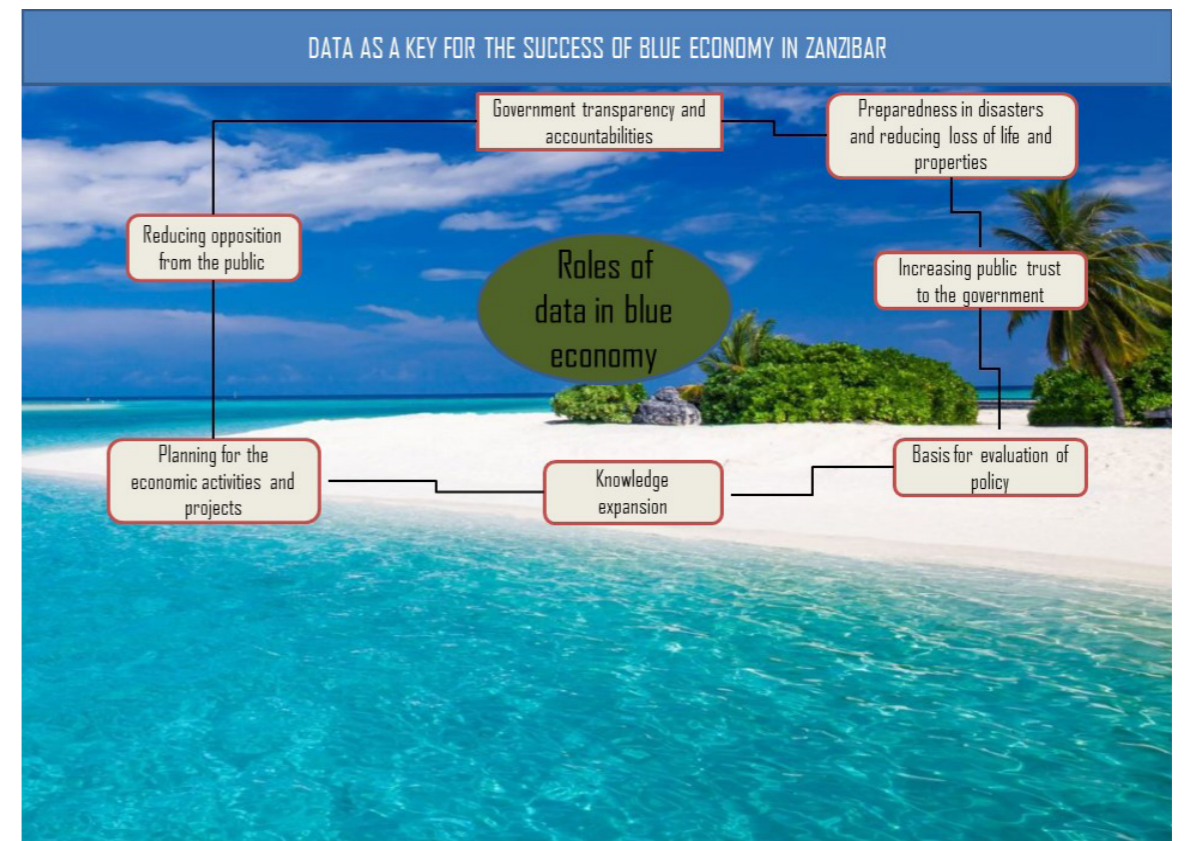 DATA AS A KEY FOR THE SUCCESS OF BLUE ECONOMY IN ZANZIBAR
Government transparency and
accountabilities
Preparedness in disasters
and reducing loss of life and
properties
Reducing opposition
from the public
Roles of
data in blue
economy
Increasing public trust
to the government
Planning for the
economic activities and
projects
Knowledge
expansion
Basis for evaluation of
policy